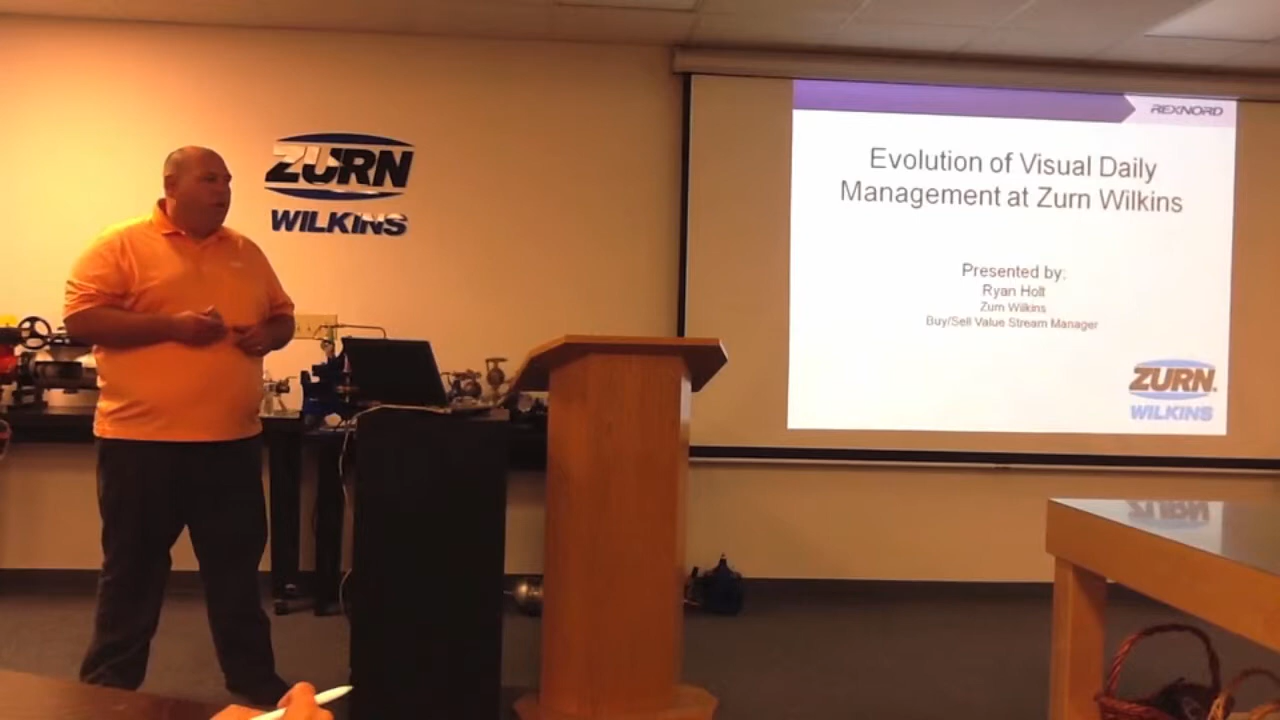 ZURN
WILKINS
REXNORD
Evolution of Visual Daily
Management at Zurn Wilkins
Presented by:
Ryan Holt
Zurn Wilkins
Buy/Sell Value Stream Manager
ZURN
WILKINS